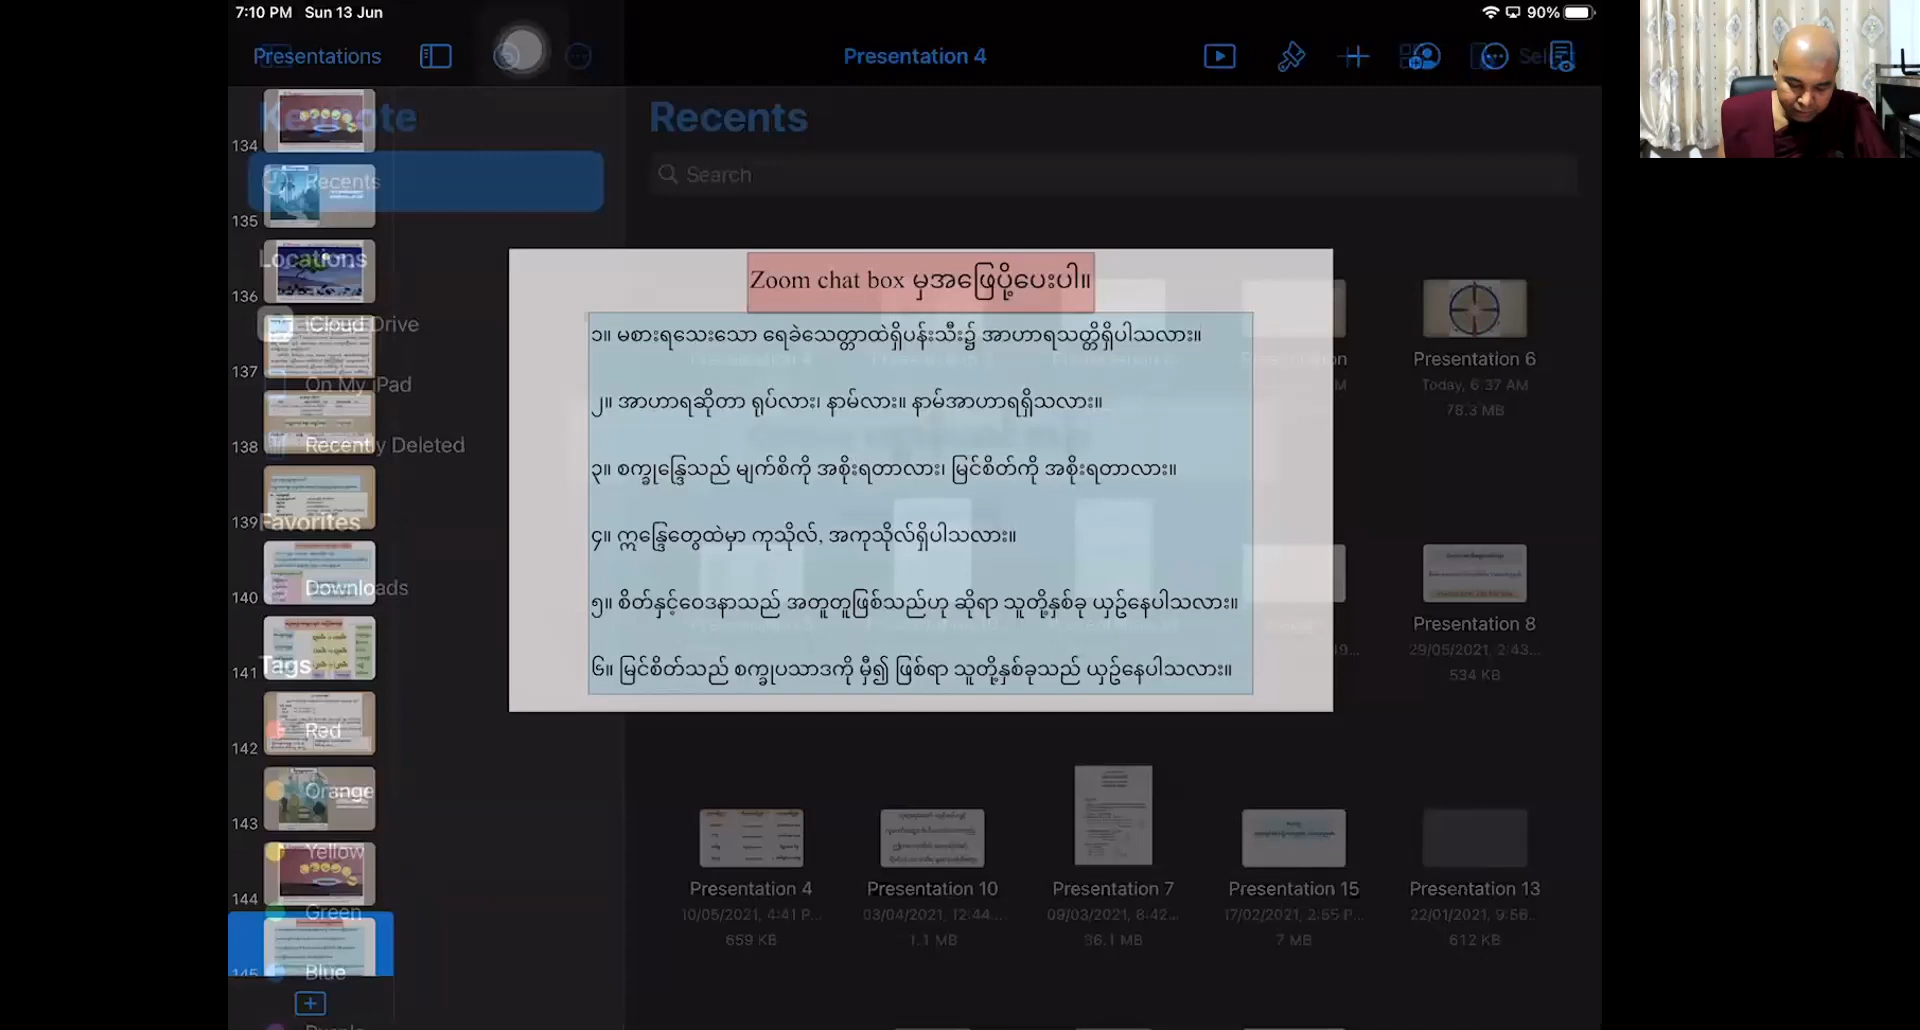 7:10 PM Sun 13 Jun
90%
Presentations
Presentation 4
Keynote
Recents
Recents
Search
Locations
iCloud Drive
On My iPad
Recently Deleted
Favorites
Downloads
Tags
Red
Orange
Yellow
Green
Blue
134
135
136
137
138
139
140
141
142
143
144
145
Zoom chat box မှအဖြေပို့ပေးပါ။
၁။ မစားရသေးသော ရေခဲသေတ္တာထဲရှိပန်းသီး၌ အာဟာရသတ္တိရှိပါသလား။
၂။ အာဟာရဆိုတာ ရုပ်လား၊ နာမ်လား။ နာမ်အာဟာရရှိသလား။
၃။ စက္ခုန္ဒြေသည် မျက်စိကို အစိုးရတာလား၊ မြင်စိတ်ကို အစိုးရတာလား။
၄။ ဣန္ဒြေတွေထဲမှာ ကုသိုလ်, အကုသိုလ်ရှိပါသလား။
၅။ စိတ်နှင့်ဝေဒနာသည် အတူတူဖြစ်သည်ဟု ဆိုရာ သူတို့နှစ်ခု ယှဉ်နေပါသလား။
၆။ မြင်စိတ်သည် စက္ခုပသာဒကို မှီ၍ ဖြစ်ရာ သူတို့နှစ်ခုသည် ယှဉ်နေပါသလား။
Presentation 6
Today, 6.37 AM
78.3 MB
Presentation 8
29/05/2021, 2:43...
534 KB
Presentation 4
10/05/2021, 4:41 P...
659 KB
Presentation 10
03/04/2021, 12:44...
1.1 MB
Presentation 7
09/03/2021, 8:42...
86.1 MB
Presentation 15
17/02/2021, 2:55 P...
7 MB
Presentation 13
22/01/2021, 9:56...
612 KB